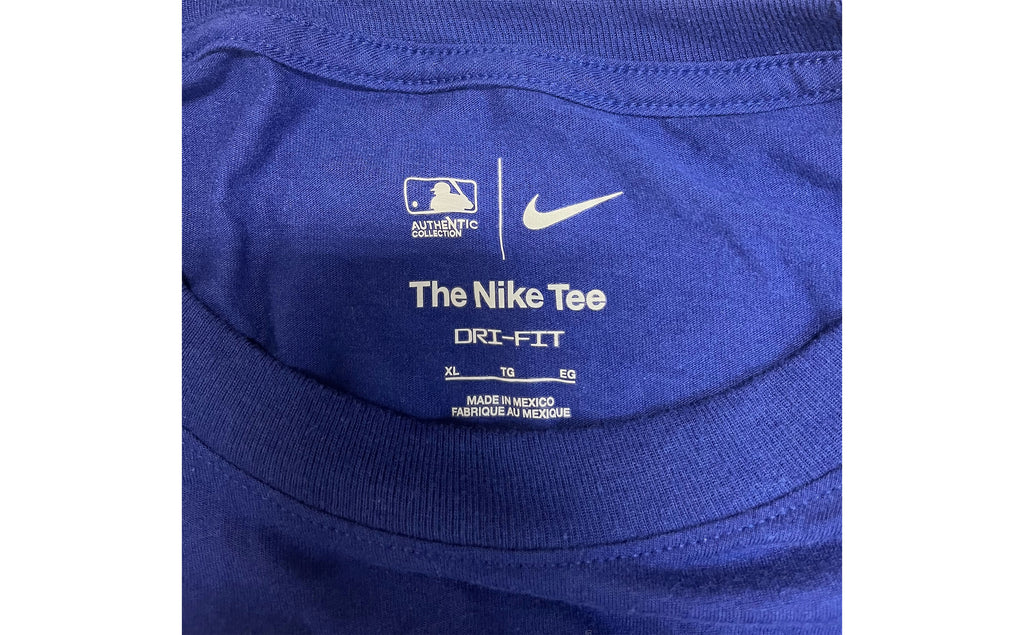 AUTHENTIC
COLLECTION
The Nike Tee
DRI-FIT
XL TG EG
MADE IN MEXICO
FABRIQUE AU MEXIQUE